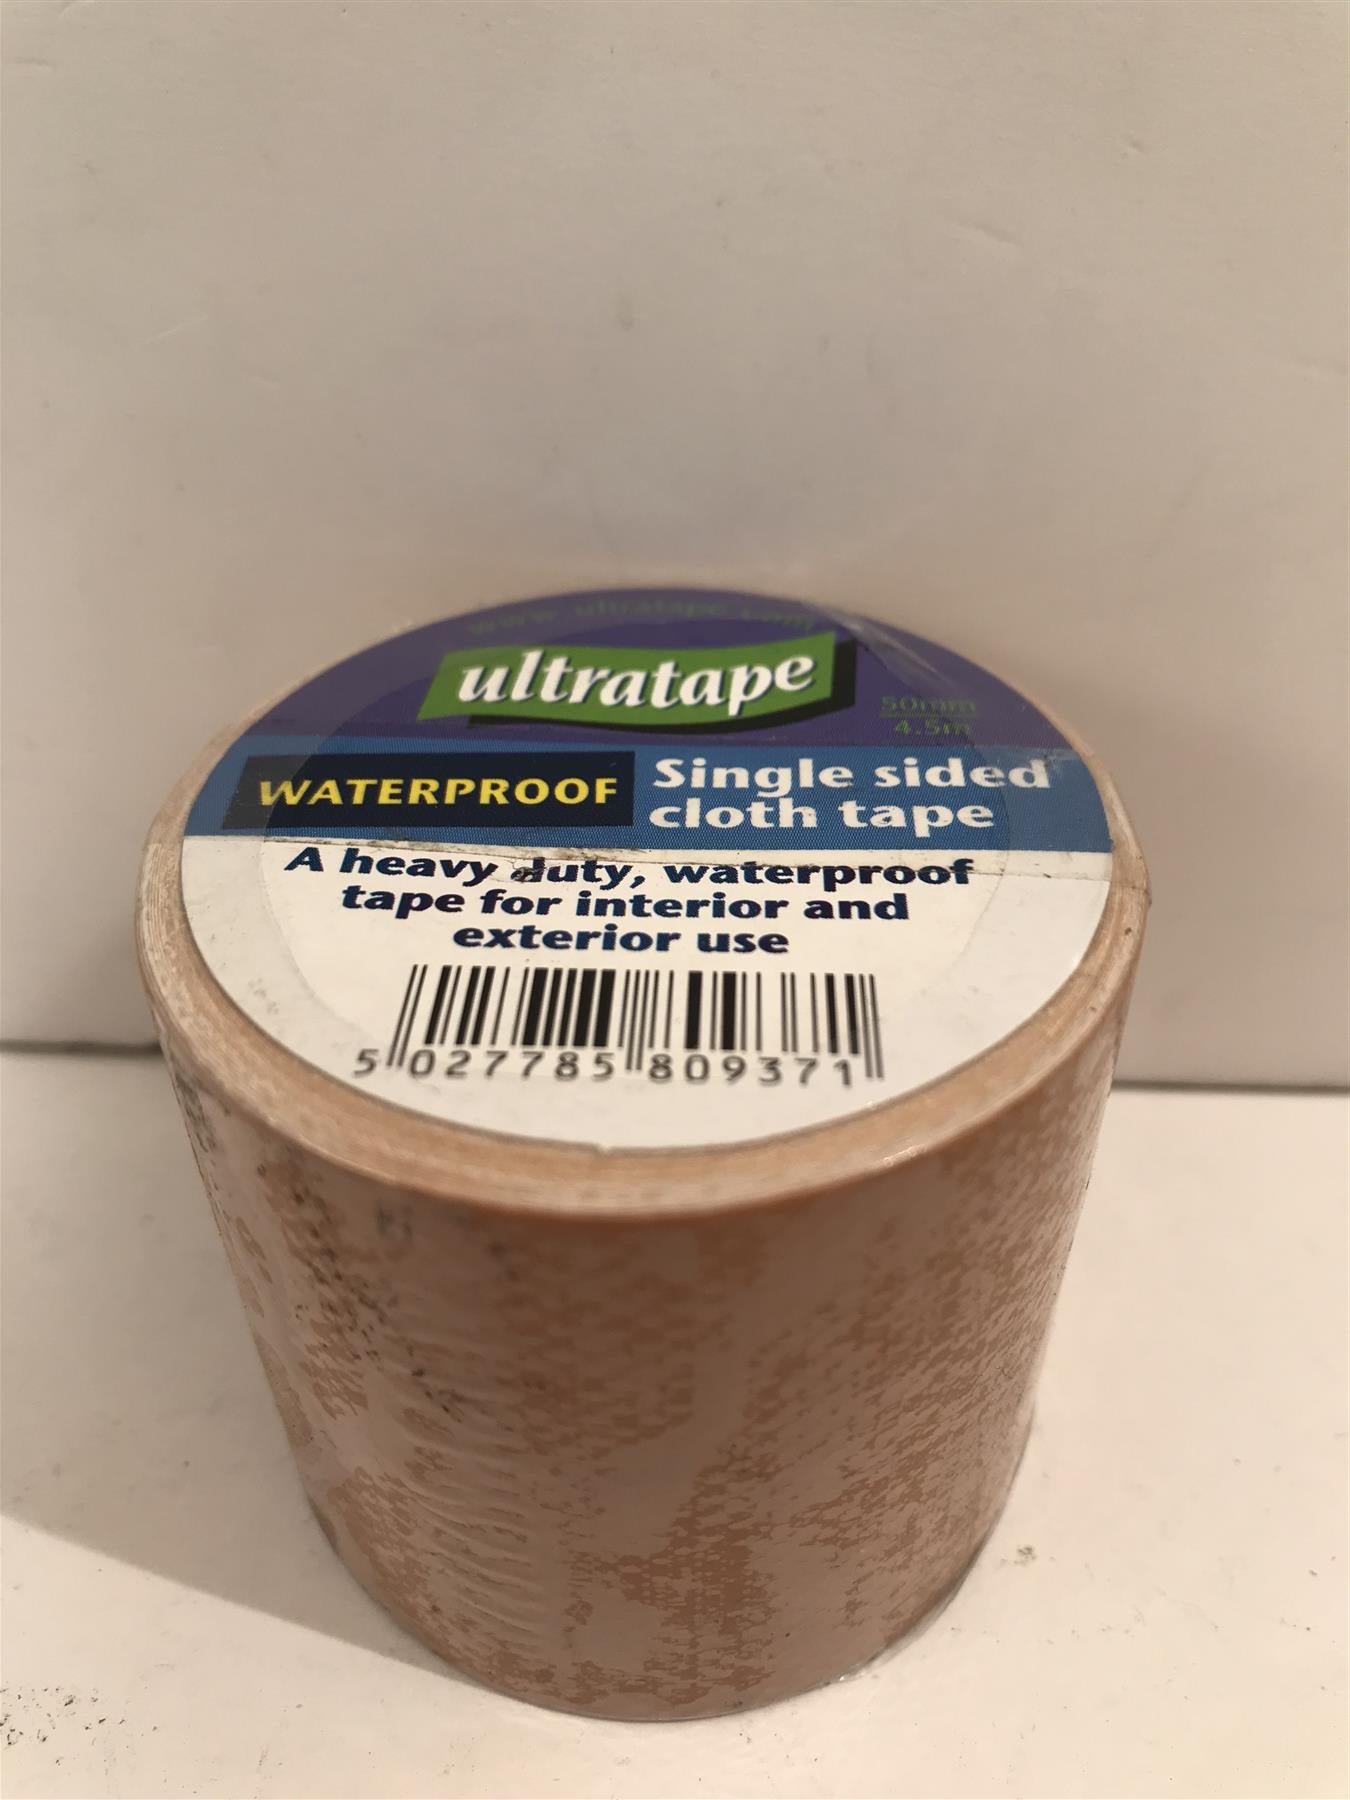 www.ultratape.com
ultratape
50mm
4.5m
WATERPROOF
Single sided
cloth tape
A heavy duty, waterproof
tape for interior and
exterior use
5 027785 809371